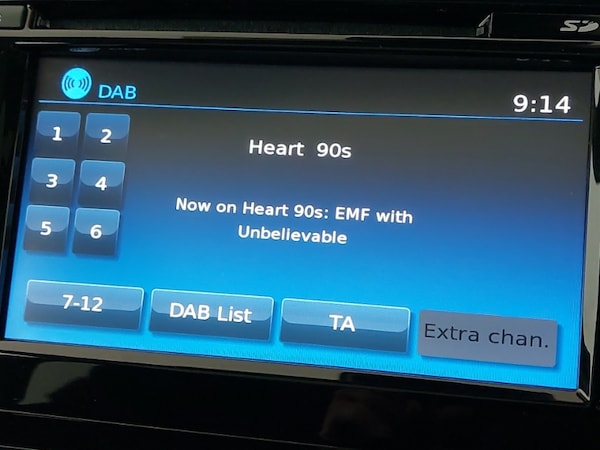 SD
DAB
9:14
1 2
Heart 90s
3 4
Now on Heart 90s: EMF with
Unbelievable
5 6
7-12
DAB List
TA
Extra chan.